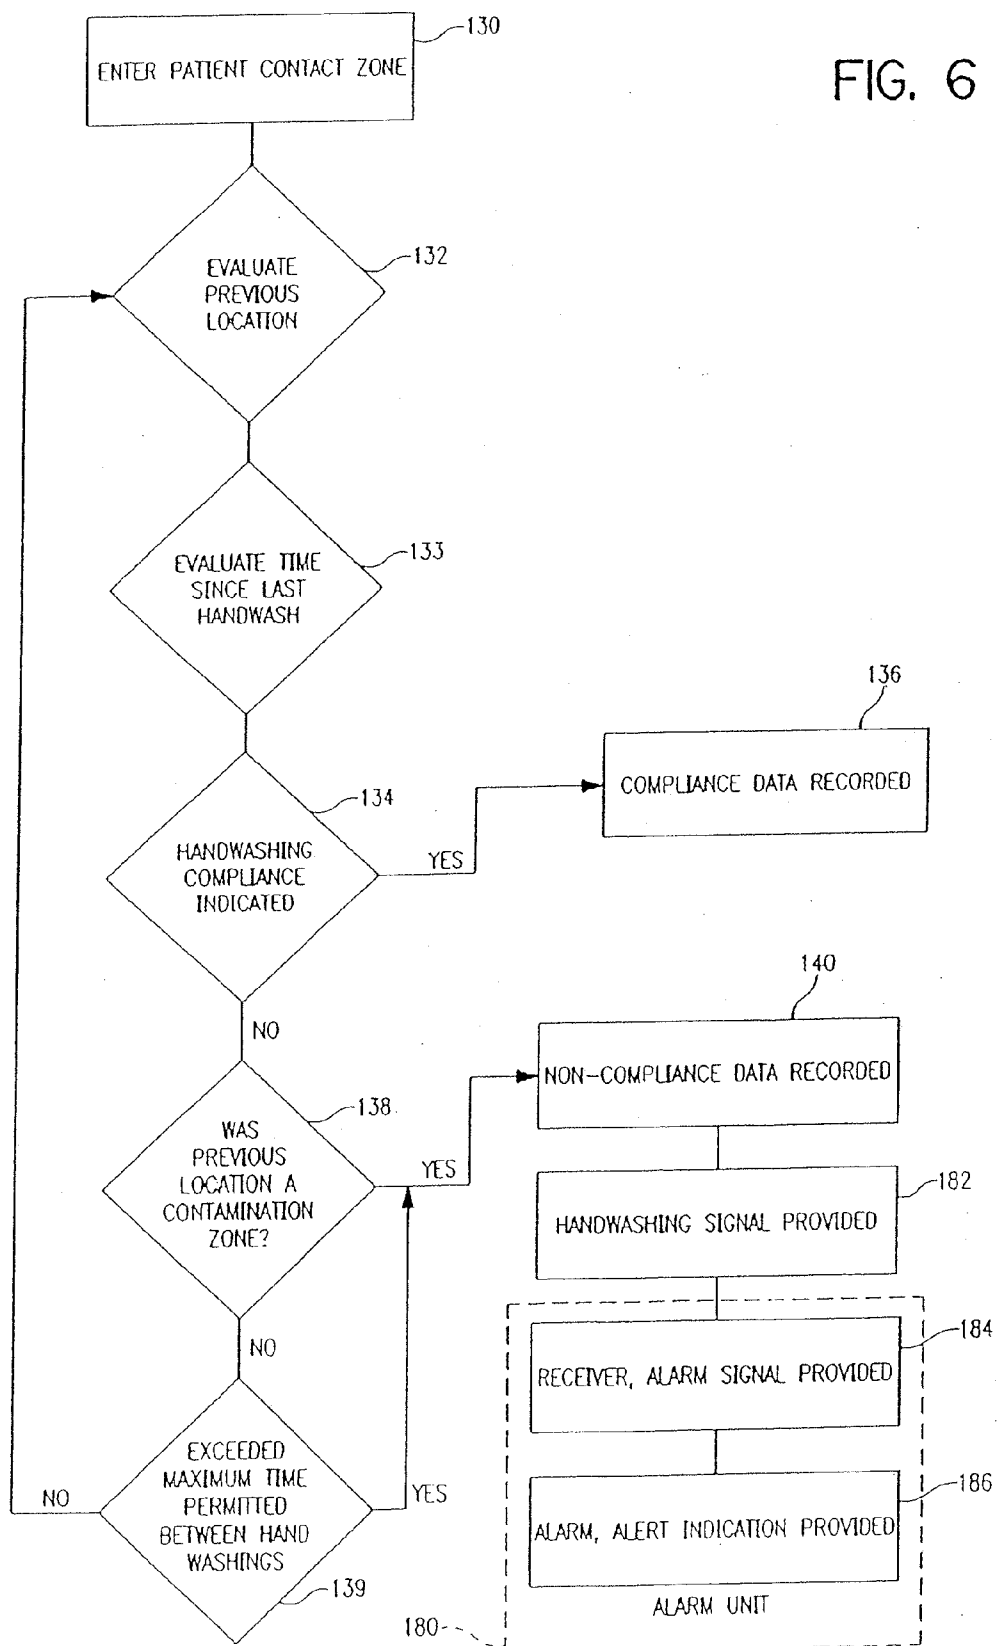 130
ENTER PATIENT CONTACT ZONE
FIG. 6
132
EVALUATE
PREVIOUS
LOCATION
133
EVALUATE TIME
SINCE LAST
HANDWASH
136
COMPLIANCE DATA RECORDED
134
HANDWASHING
COMPLIANCE
INDICATED
YES
NO
140
NON-COMPLIANCE DATA RECORDED
138
WAS
PREVIOUS
LOCATION A
CONTAMINATION
ZONE?
YES
182
HANDWASHING SIGNAL PROVIDED
NO
184
RECEIVER, ALARM SIGNAL PROVIDED
EXCEEDED
MAXIMUM TIME
PERMITTED
BETWEEN HAND
WASHINGS
NO
YES
139
186
ALARM, ALERT INDICATION PROVIDED
ALARM UNIT
180